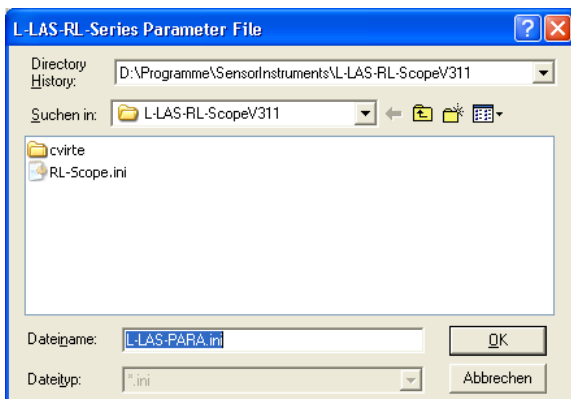 L-LAS-RL-Series Parameter File
Directory
History:
D:\Programme\SensorInstruments\L-LAS-RL-ScopeV311
Suchen in:
L-LAS-RL-ScopeV311
cvirte
RL-Scope.ini
Dateiname:
L-LAS-PARA.ini
OK
Dateityp:
*.ini
Abbrechen